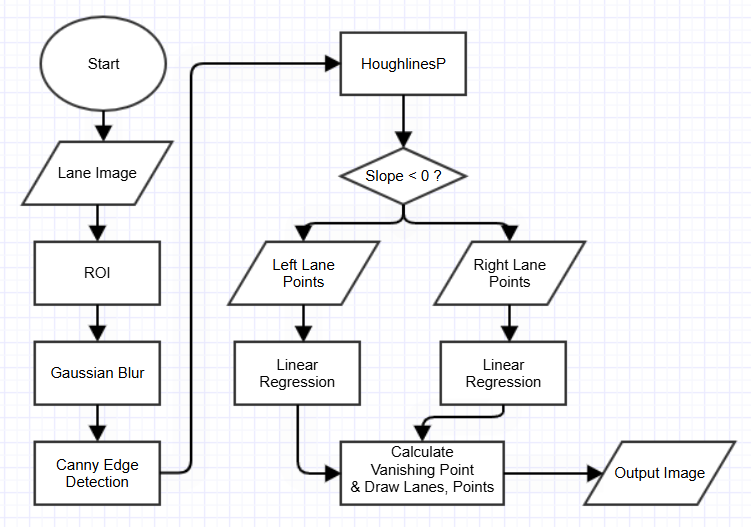 Start
Lane Image
ROI
Gaussian Blur
Canny Edge
Detection
HoughlinesP
Slope < 0 ?
Left Lane
Points
Right Lane
Points
Linear
Regression
Linear
Regression
Calculate
Vanishing Point
& Draw Lanes, Points
Output Image